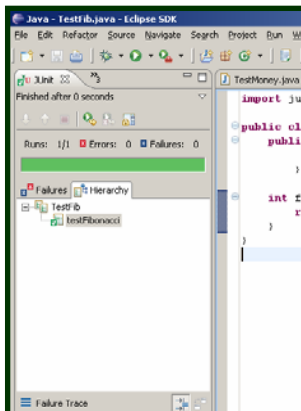 Java - TestFib.java - Eclipse SDK
File Edit Refactor Source Navigate Search Project Run W
JUnit
TestMoney.java
Finished after 0 seconds
Runs: 1/1 Errors: 0 Failures: 0
Failures Hierarchy
TestFib
testFibonacci
import ju
public cl
publi
}
int f
r
}
}
Failure Trace